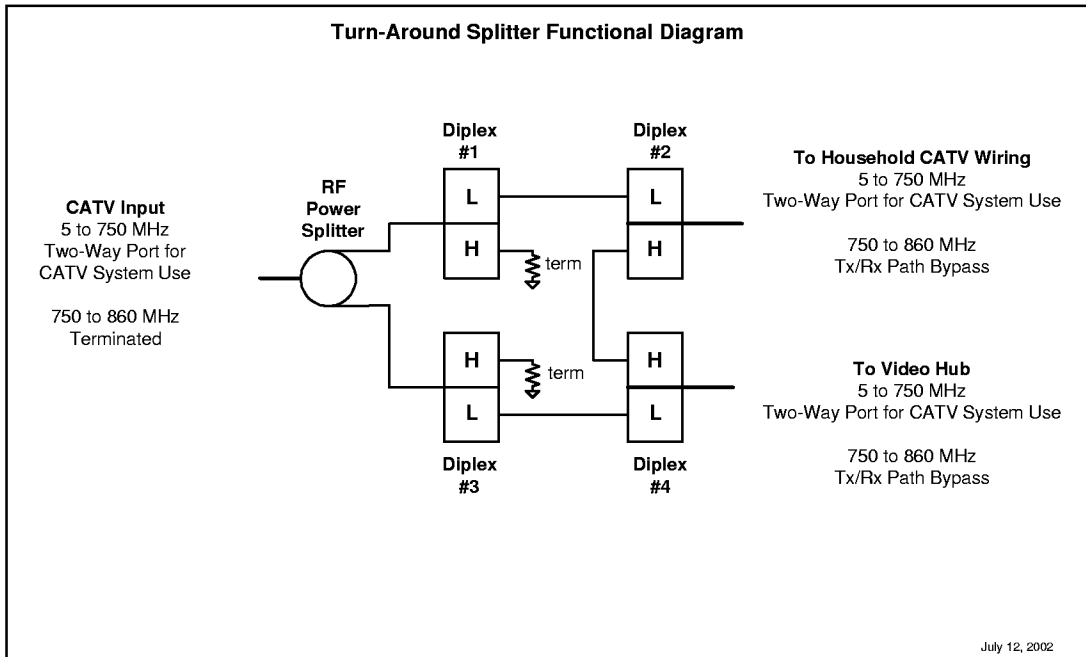 Turn-Around Splitter Functional Diagram
CATV Input
5 to 750 MHz
Two-Way Port for
CATV System Use
750 to 860 MHz
Terminated
RF
Power
Splitter
Diplex
#1
L
H
term
Diplex
#2
L
H
H
L
term
Diplex
#3
H
L
Diplex
#4
To Household CATV Wiring
5 to 750 MHz
Two-Way Port for CATV System Use
750 to 860 MHz
Tx/Rx Path Bypass
To Video Hub
5 to 750 MHz
Two-Way Port for CATV System Use
750 to 860 MHz
Tx/Rx Path Bypass
July 12, 2002